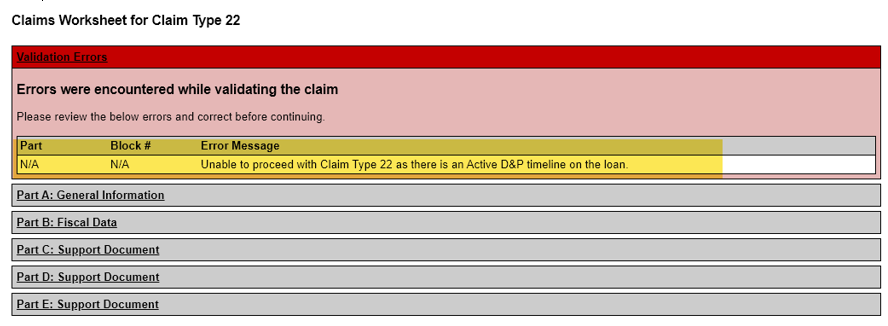 Claims Worksheet for Claim Type 22
Validation Errors
Errors were encountered while validating the claim
Please review the below errors and correct before continuing.
Part Block # Error Message
N/A N/A Unable to proceed with Claim Type 22 as there is an Active D&P timeline on the loan.
Part A: General Information
Part B: Fiscal Data
Part C: Support Document
Part D: Support Document
Part E: Support Document